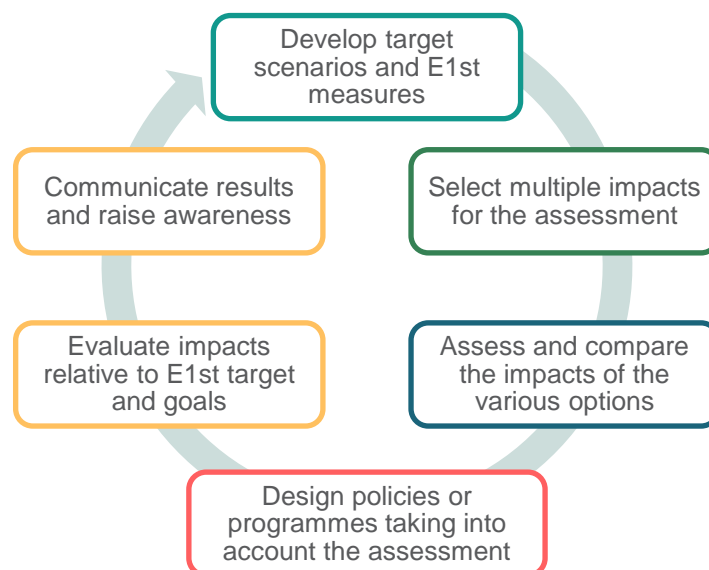 Develop target
scenarios and E1st
measures
Select multiple impacts
for the assessment
Assess and compare
the impacts of the
various options
Design policies or
programmes taking into
account the assessment
Evaluate impacts
relative to E1st target
and goals
Communicate results
and raise awareness